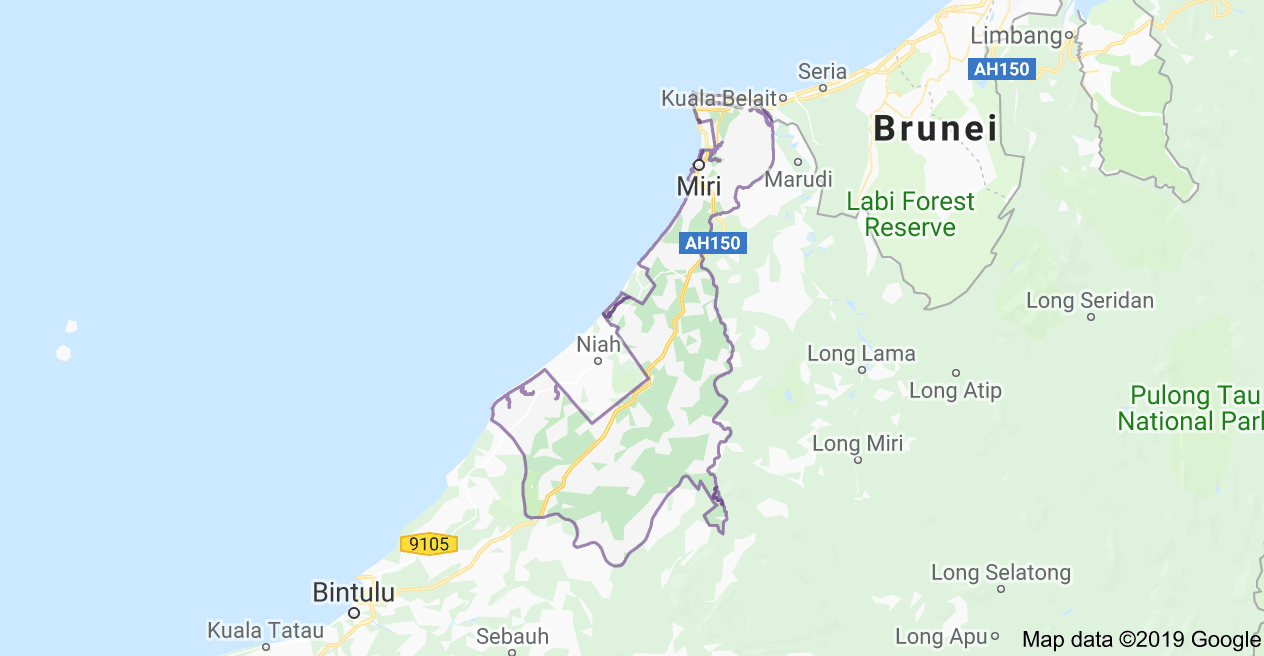 Limbang
AH150
Seria
Kuala Belait
Brunei
Miri
Marudi
Labi Forest
Reserve
AH150
Long Seridan
Niah
Long Lama
Long Atip
Pulong Tau
National Park
Long Miri
9105
Long Selatong
Bintulu
Kuala Tatau
Sebauh
Long Apu
Map data ©2019 Google